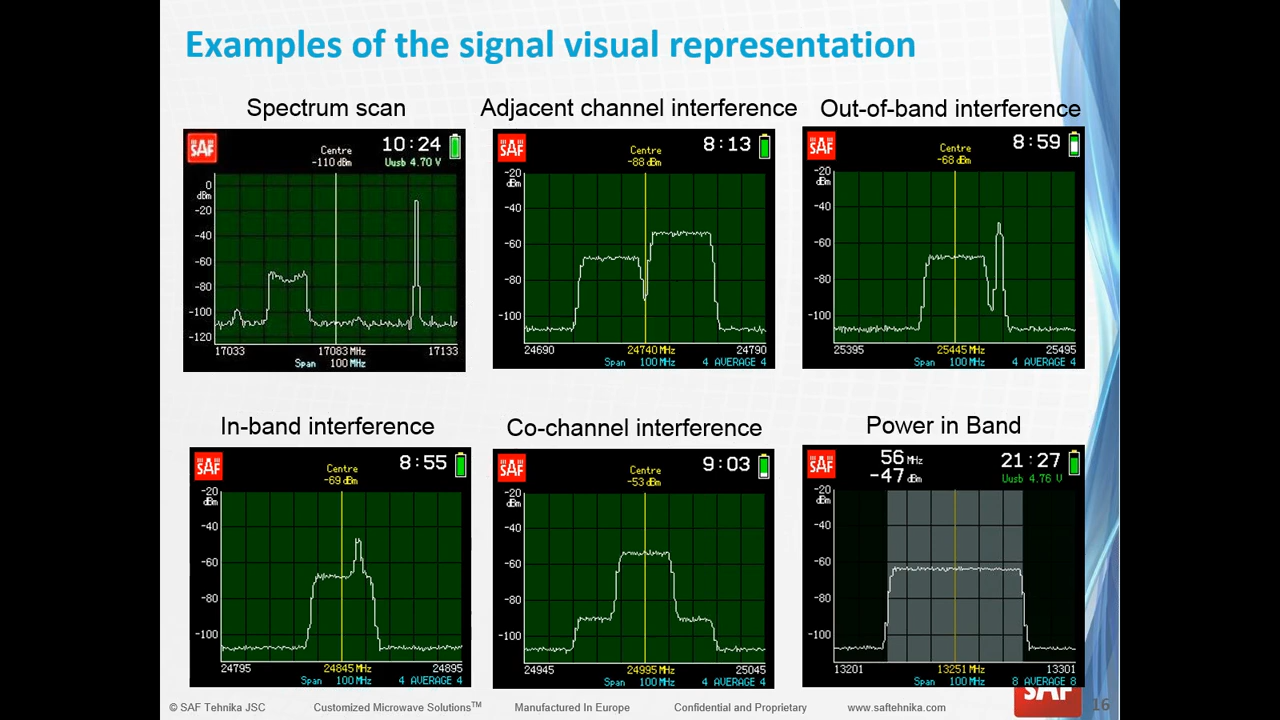 Examples of the signal visual representation
Spectrum scan
SAF
Centre
-110 dBm
10:24
Uusb 4.70 V
0
dBm
-20
-40
-60
-80
-100
-120
17033
17083 MHz
17133
Span 100 MHz
Adjacent channel interference
SAF
Centre
-88 dBm
8:13
-20
dBm
-40
-60
-80
-100
24690
24740 MHz
24790
Span 100 MHz 4 AVERAGE 4
Out-of-band interference
SAF
Centre
-68 dBm
8:59
-20
dBm
-40
-60
-80
-100
25395
25445 MHz
25495
Span 100 MHz 4 AVERAGE 4
In-band interference
SAF
Centre
-69 dBm
8:55
-20
dBm
-40
-60
-80
-100
24795
24845 MHz
24895
Span 100 MHz 4 AVERAGE 4
Co-channel interference
SAF
Centre
-53 dBm
9:03
-20
dBm
-40
-60
-80
-100
24945
24995 MHz
25045
Span 100 MHz 4 AVERAGE 4
Power in Band
SAF
56 MHz
-47 dBm
21:27
Uusb 4.76 V
-20
dBm
-40
-60
-80
-100
13201
13251 MHz
13301
Span 100 MHz 8 AVERAGE 8
© SAF Tehnika JSC
Customized Microwave Solutions™
Manufactured In Europe
Confidential and Proprietary
www.saftehnika.com
SAF
16